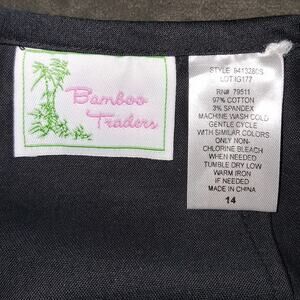 Bamboo
Traders
STYLE 9413280S
LOT:IG177
RN# 79511
97% COTTON
3% SPANDEX
MACHINE WASH COLD
GENTLE CYCLE
WITH SIMILAR COLORS
ONLY NON-
CHLORINE BLEACH
WHEN NEEDED
TUMBLE DRY LOW
WARM IRON
IF NEEDED
MADE IN CHINA
14